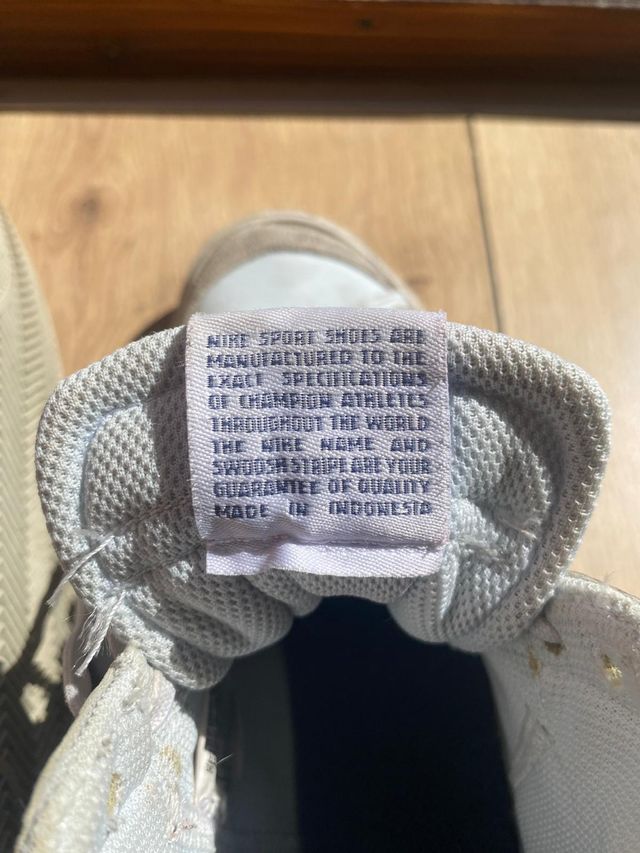 NIKE SPORT SHOES ARE
MANUFACTURED TO THE
EXACT SPECIFICATIONS
OF CHAMPION ATHLETES
THROUGHOUT THE WORLD
THE NIKE NAME AND
SWOOSH STRIPE ARE YOUR
GUARANTEE OF QUALITY
MADE IN INDONESIA